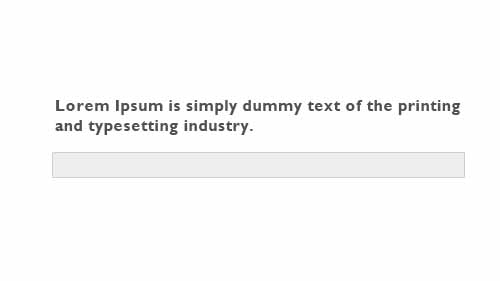 Lorem Ipsum is simply dummy text of the printing
and typesetting industry.